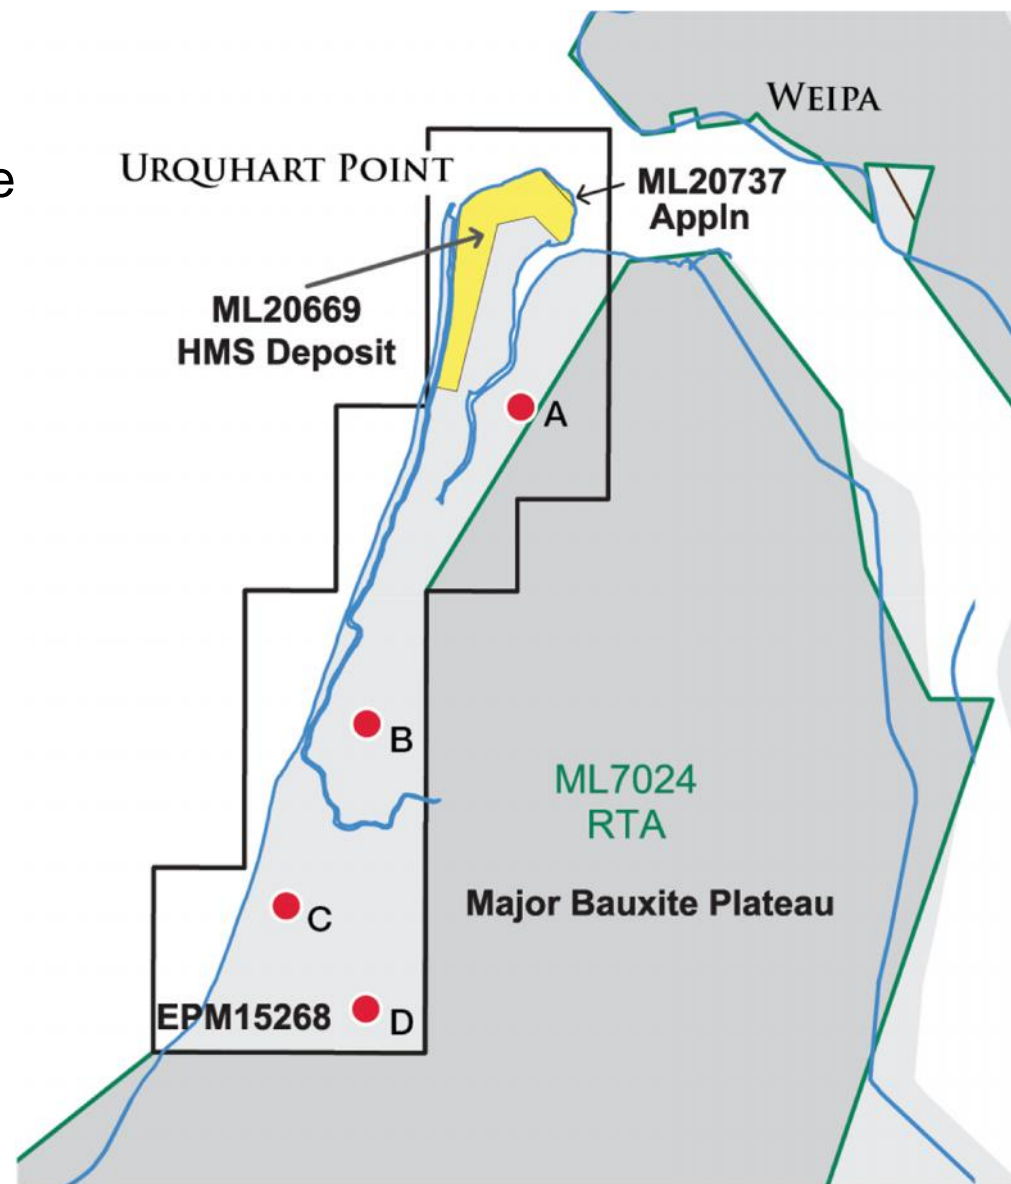 WEIPA
e
URQUHART POINT
ML20737
Appln
ML20669
HMS Deposit
A
B
ML7024
RTA
Major Bauxite Plateau
C
EPM15268
D